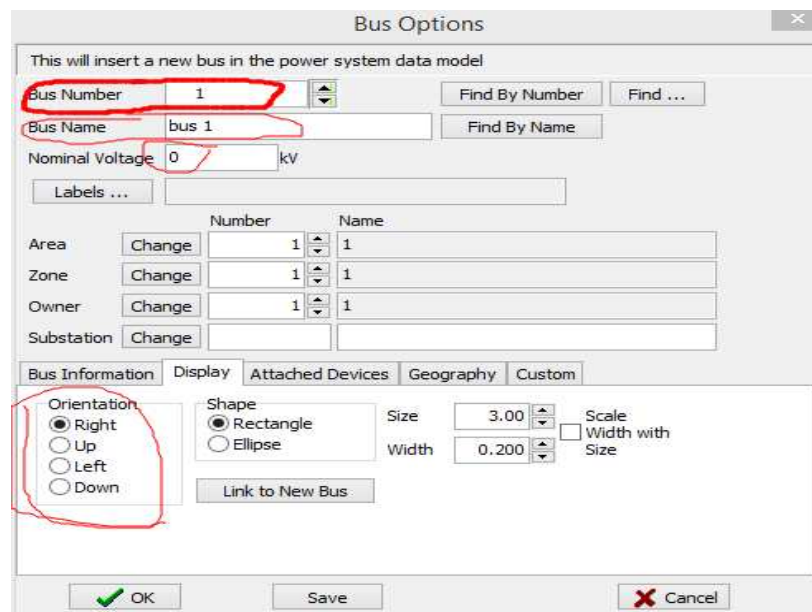 Bus Options
This will insert a new bus in the power system data model
Bus Number 1 Find By Number Find ...
Bus Name bus 1 Find By Name
Nominal Voltage 0 kV
Labels ...
Number Name
Area Change 1 1
Zone Change 1 1
Owner Change 1 1
Substation Change
Bus Information Display Attached Devices Geography Custom
Orientation Shape
Right Rectangle Size 3.00 Scale
Up Ellipse Width 0.200 Width with
Left Size
Down Link to New Bus
OK Save Cancel